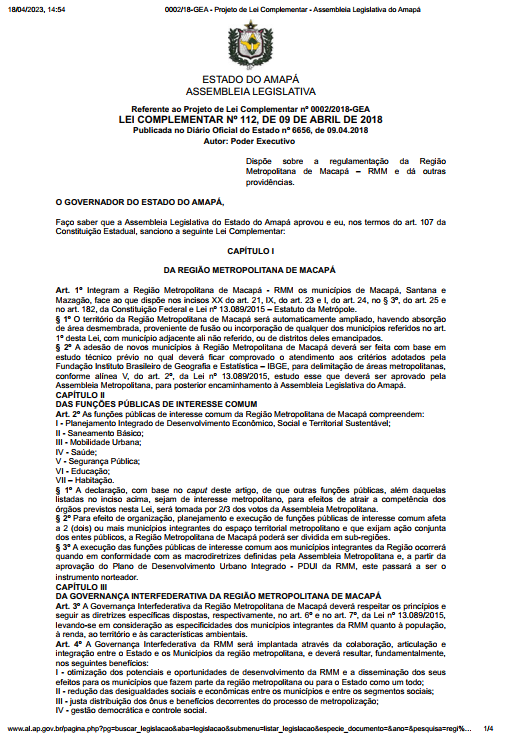 18/04/2023, 14:54
0002/18-GEA - Projeto de Lei Complementar - Assembleia Legislativa do Amapá
ESTADO DO AMAPÁ
ASSEMBLEIA LEGISLATIVA
Referente ao Projeto de Lei Complementar nº 0002/2018-GEA
LEI COMPLEMENTAR Nº 112, DE 09 DE ABRIL DE 2018
Publicada no Diário Oficial do Estado nº 6656, de 09.04.2018
Autor: Poder Executivo
Dispõe sobre a regulamentação da Região
Metropolitana de Macapá – RMM e dá outras
providências.
O GOVERNADOR DO ESTADO DO AMAPÁ,
Faço saber que a Assembleia Legislativa do Estado do Amapá aprovou e eu, nos termos do art. 107 da
Constituição Estadual, sanciono a seguinte Lei Complementar:
CAPÍTULO I
DA REGIÃO METROPOLITANA DE MACAPÁ
Art. 1º Integram a Região Metropolitana de Macapá - RMM os municípios de Macapá, Santana e
Mazagão, face ao que dispõe nos incisos XX do art. 21, IX, do art. 23 e I, do art. 24, no § 3º, do art. 25 e
no art. 182, da Constituição Federal e Lei nº 13.089/2015 – Estatuto da Metrópole.
§ 1º O território da Região Metropolitana de Macapá será automaticamente ampliado, havendo absorção
de área desmembrada, proveniente de fusão ou incorporação de qualquer dos municípios referidos no art.
1º desta Lei, com município adjacente ali não referido, ou de distritos deles emancipados.
§ 2º A adesão de novos municípios à Região Metropolitana de Macapá deverá ser feita com base em
estudo técnico prévio no qual deverá ficar comprovado o atendimento aos critérios adotados pela
Fundação Instituto Brasileiro de Geografia e Estatística – IBGE, para delimitação de áreas metropolitanas,
conforme alínea V, do art. 2º, da Lei nº 13.089/2015, estudo esse que deverá ser aprovado pela
Assembleia Metropolitana, para posterior encaminhamento à Assembleia Legislativa do Amapá.
CAPÍTULO II
DAS FUNÇÕES PÚBLICAS DE INTERESSE COMUM
Art. 2º As funções públicas de interesse comum da Região Metropolitana de Macapá compreendem:
I - Planejamento Integrado de Desenvolvimento Econômico, Social e Territorial Sustentável;
II - Saneamento Básico;
III - Mobilidade Urbana;
IV - Saúde;
V - Segurança Pública;
VI - Educação;
VII – Habitação.
§ 1º A declaração, com base no caput deste artigo, de que outras funções públicas, além daquelas
listadas no inciso acima, sejam de interesse metropolitano, para efeitos de atrair a competência dos
órgãos previstos nesta Lei, será tomada por 2/3 dos votos da Assembleia Metropolitana.
§ 2º Para efeito de organização, planejamento e execução de funções públicas de interesse comum afeta
a 2 (dois) ou mais municípios integrantes do espaço territorial metropolitano e que exijam ação conjunta
dos entes públicos, a Região Metropolitana de Macapá poderá ser dividida em sub-regiões.
§ 3º A execução das funções públicas de interesse comum aos municípios integrantes da Região ocorrerá
quando em conformidade com as macrodiretrizes definidas pela Assembleia Metropolitana e, a partir da
aprovação do Plano de Desenvolvimento Urbano Integrado - PDUI da RMM, este passará a ser o
instrumento norteador.
CAPÍTULO III
DA GOVERNANÇA INTERFEDERATIVA DA REGIÃO METROPOLITANA DE MACAPÁ
Art. 3º A Governança Interfederativa da Região Metropolitana de Macapá deverá respeitar os princípios e
seguir as diretrizes específicas dispostas, respectivamente, no art. 6º e no art. 7º, da Lei nº 13.089/2015,
levando-se em consideração as especificidades dos municípios integrantes da RMM quanto à população,
à renda, ao território e às características ambientais.
Art. 4º A Governança Interfederativa da RMM será implantada através da colaboração, articulação e
integração entre o Estado e os Municípios da região metropolitana, e deverá resultar, fundamentalmente,
nos seguintes benefícios:
I - otimização dos potenciais e oportunidades de desenvolvimento da RMM e a disseminação dos seus
efeitos para os municípios que fazem parte da região metropolitana ou para o Estado como um todo;
II - redução das desigualdades sociais e econômicas entre os municípios e entre os segmentos sociais;
III - justa distribuição dos ônus e benefícios decorrentes do processo de metropolização;
IV - gestão democrática e controle social.
www.al.ap.gov.br/pagina.php?pg=buscar_legislacao&aba=legislacao&submenu=listar_legislacao&especie_documento=&ano=&pesquisa=regi%...
1/4